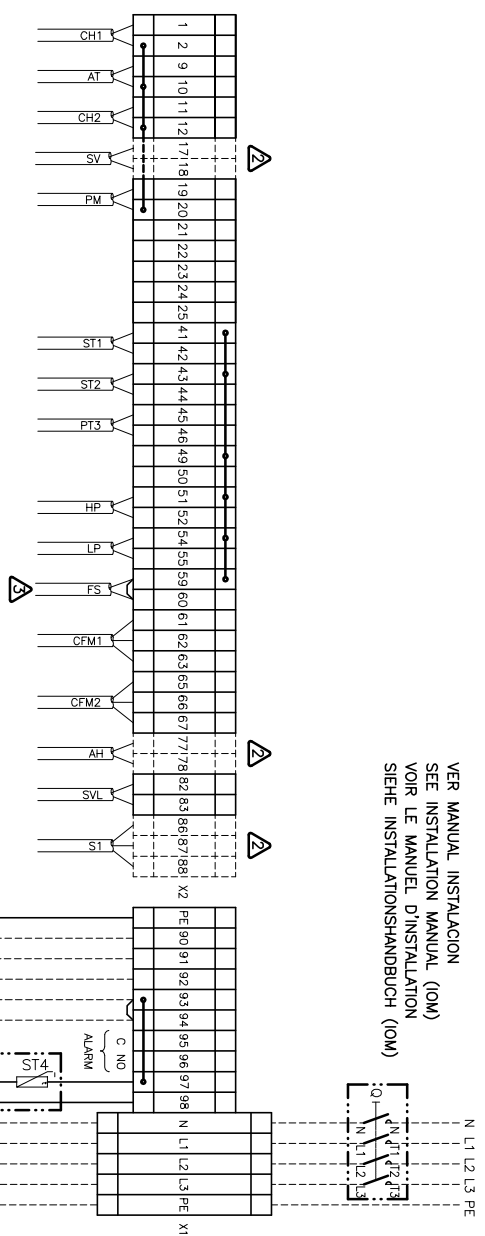 VER MANUAL INSTALACION
SEE INSTALLATION MANUAL (IOM)
VOIR LE MANUEL D'INSTALLATION
SIEHE INSTALLATIONSHANDBUCH (IOM)
N L1 L2 L3 PE
Q
N T1 T2 T3
N L1 L2 L3
2 2 2
1 2 9 10 11 12 17 18 19 20 21 22 23 24 25 41 42 43 44 45 46 49 50 51 52 54 55 59 60 61 62 63 65 66 67 77 78 82 83 86 87 88 X2
PE 90 91 92 93 94 95 96 97 98
N L1 L2 L3 PE X1
C NO
ALARM
ST4
CH1 AT CH2 SV PM ST1 ST2 PT3 HP LP FS CFM1 CFM2 AH SVL S1
3